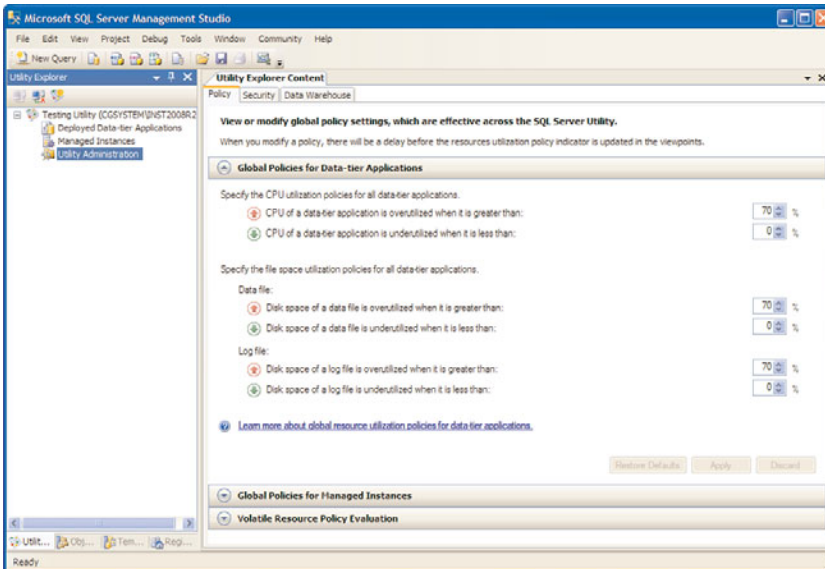 Microsoft SQL Server Management Studio
File Edit View Project Debug Tools Window Community Help
New Query
Utility Explorer
Utility Explorer Content
Policy Security Data Warehouse
Testing Utility (CGSYSTEM\INST2008R2
Deployed Data-tier Applications
Managed Instances
Utility Administration
View or modify global policy settings, which are effective across the SQL Server Utility.
When you modify a policy, there will be a delay before the resources utilization policy indicator is updated in the viewpoints.
Global Policies for Data-tier Applications
Specify the CPU utilization policies for all data-tier applications.
CPU of a data-tier application is overutilized when it is greater than: 70 %
CPU of a data-tier application is underutilized when it is less than: 0 %
Specify the file space utilization policies for all data-tier applications.
Data file:
Disk space of a data file is overutilized when it is greater than: 70 %
Disk space of a data file is underutilized when it is less than: 0 %
Log file:
Disk space of a log file is overutilized when it is greater than: 70 %
Disk space of a log file is underutilized when it is less than: 0 %
Learn more about global resource utilization policies for data-tier applications.
Restore Defaults Apply Discard
Global Policies for Managed Instances
Volatile Resource Policy Evaluation
Utilit... Obj... Tem... Regi...
Ready